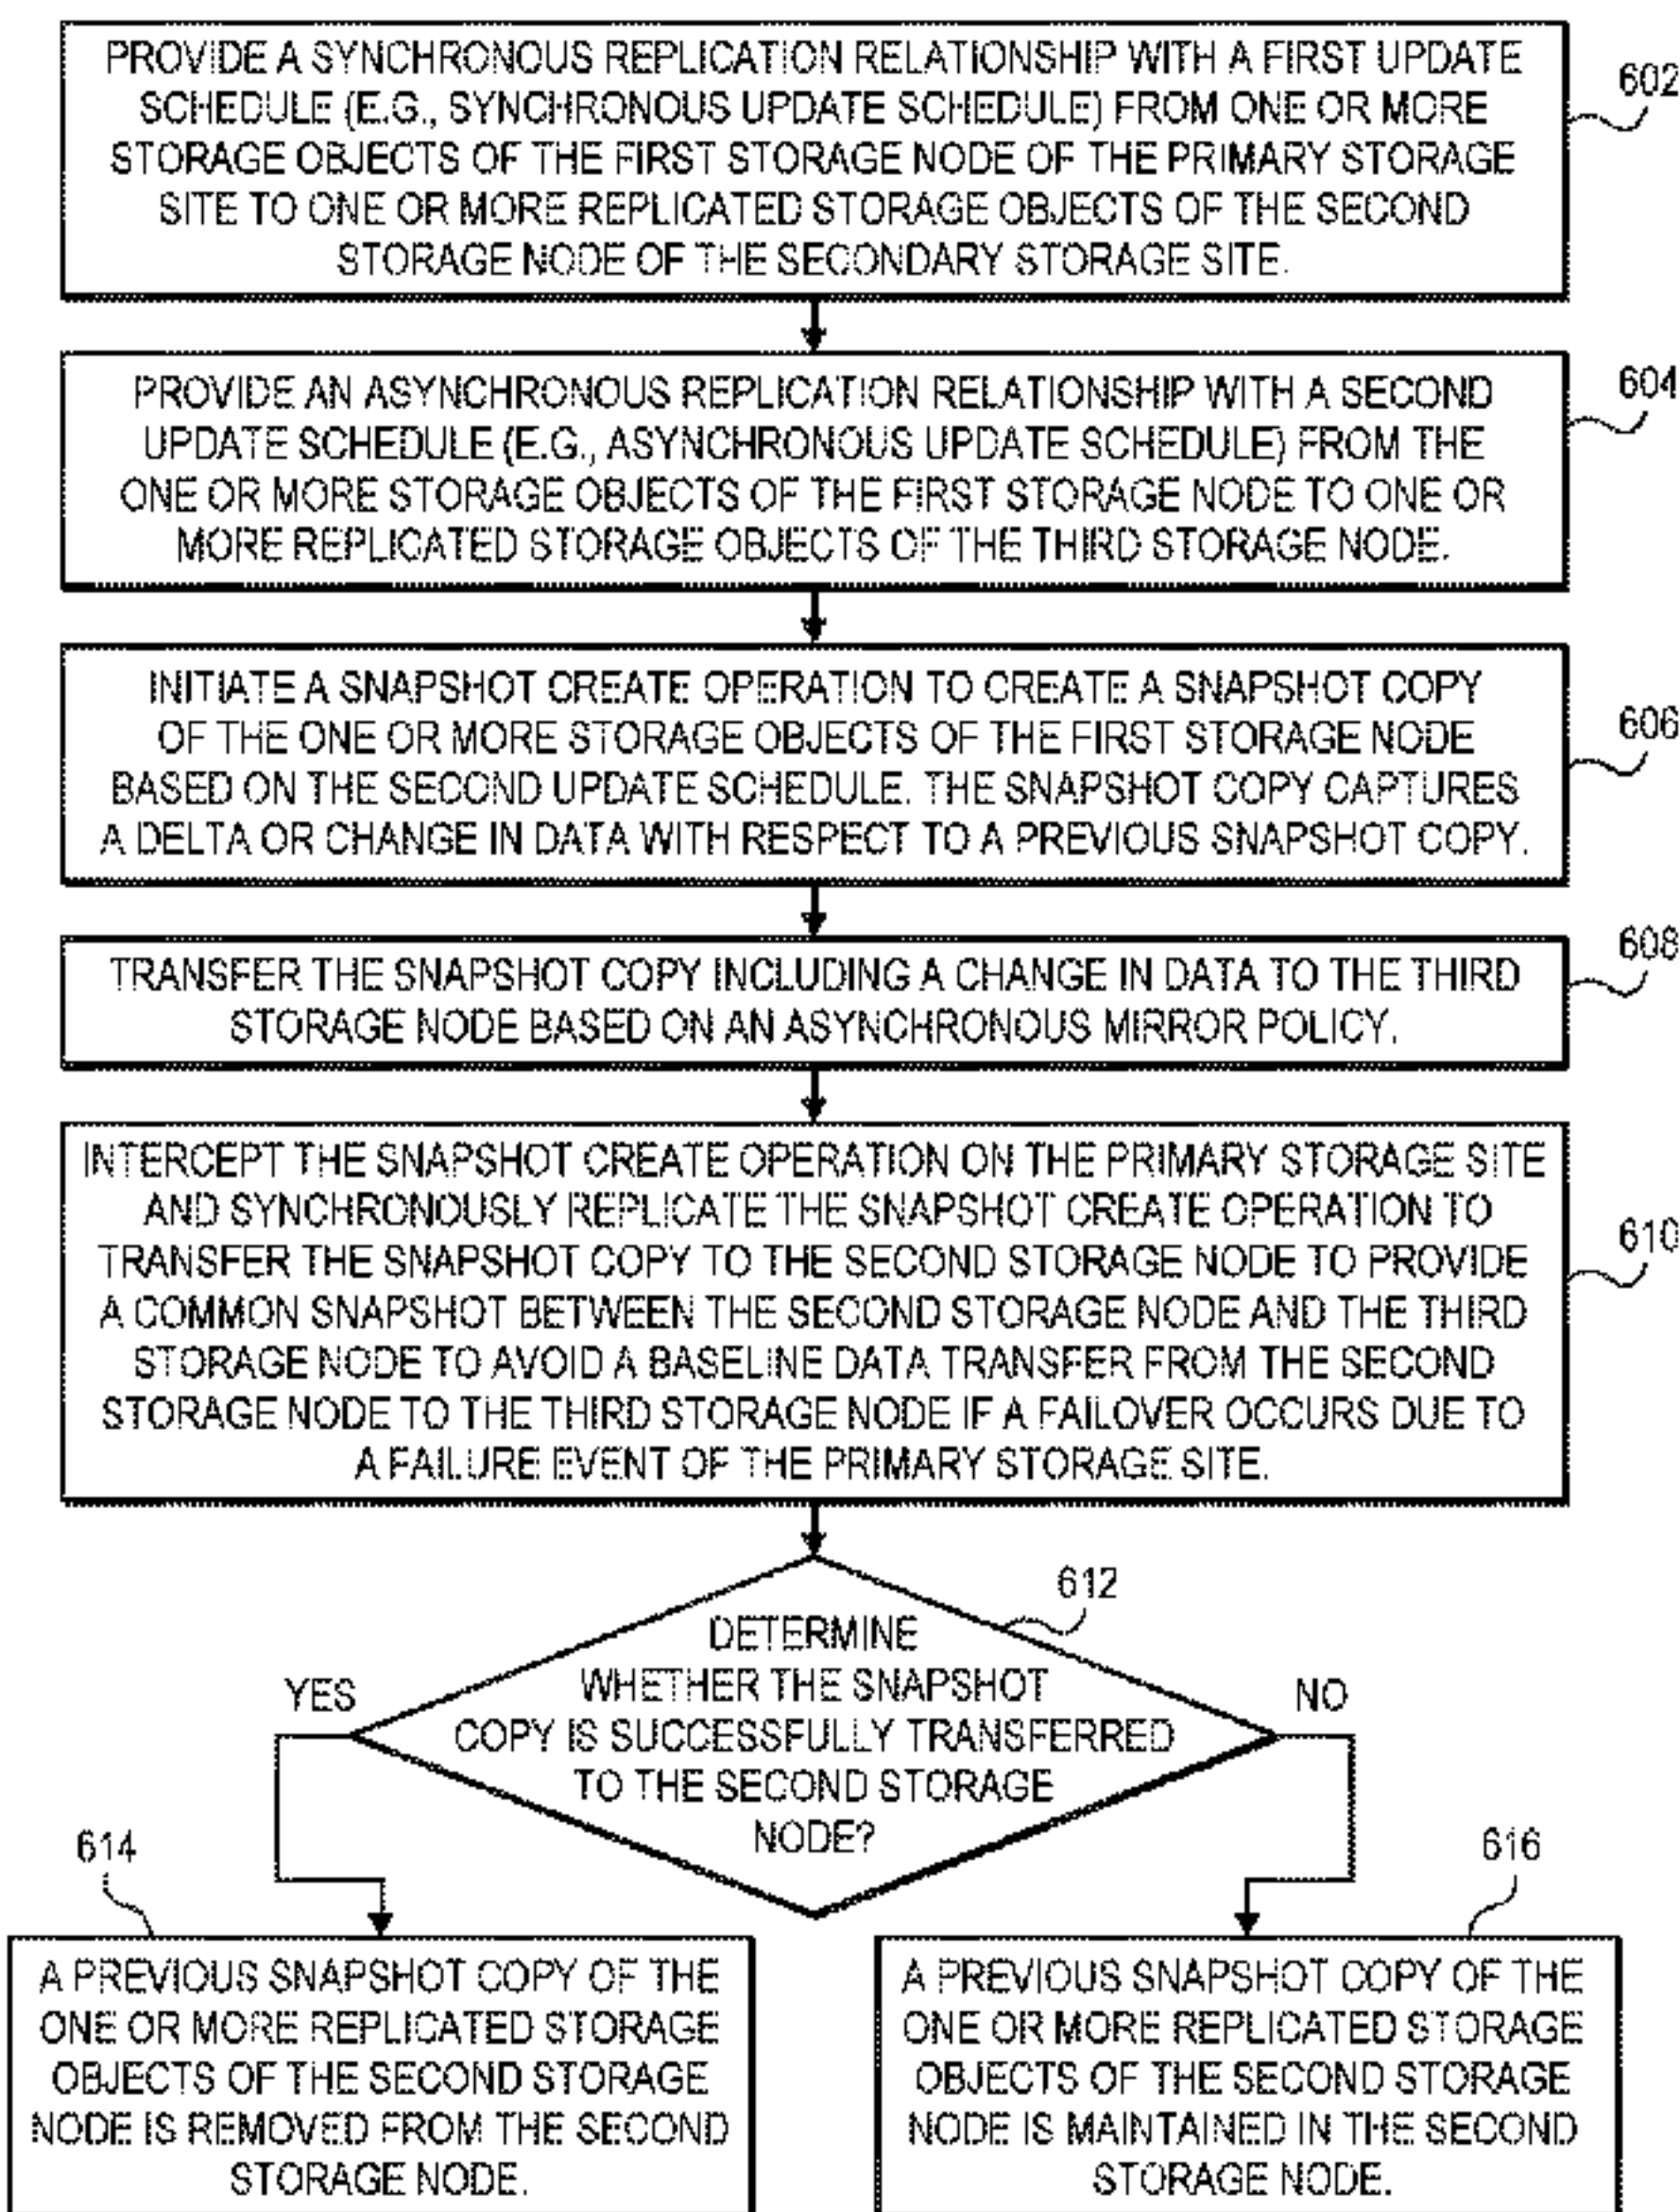 PROVIDE A SYNCHRONOUS REPLICATION RELATIONSHIP WITH A FIRST UPDATE
SCHEDULE (E.G., SYNCHRONOUS UPDATE SCHEDULE) FROM ONE OR MORE
STORAGE OBJECTS OF THE FIRST STORAGE NODE OF THE PRIMARY STORAGE
SITE TO ONE OR MORE REPLICATED STORAGE OBJECTS OF THE SECOND
STORAGE NODE OF THE SECONDARY STORAGE SITE.
602
PROVIDE AN ASYNCHRONOUS REPLICATION RELATIONSHIP WITH A SECOND
UPDATE SCHEDULE (E.G., ASYNCHRONOUS UPDATE SCHEDULE) FROM THE
ONE OR MORE STORAGE OBJECTS OF THE FIRST STORAGE NODE TO ONE OR
MORE REPLICATED STORAGE OBJECTS OF THE THIRD STORAGE NODE.
604
INITIATE A SNAPSHOT CREATE OPERATION TO CREATE A SNAPSHOT COPY
OF THE ONE OR MORE STORAGE OBJECTS OF THE FIRST STORAGE NODE
BASED ON THE SECOND UPDATE SCHEDULE. THE SNAPSHOT COPY CAPTURES
A DELTA OR CHANGE IN DATA WITH RESPECT TO A PREVIOUS SNAPSHOT COPY.
606
TRANSFER THE SNAPSHOT COPY INCLUDING A CHANGE IN DATA TO THE THIRD
STORAGE NODE BASED ON AN ASYNCHRONOUS MIRROR POLICY.
608
INTERCEPT THE SNAPSHOT CREATE OPERATION ON THE PRIMARY STORAGE SITE
AND SYNCHRONOUSLY REPLICATE THE SNAPSHOT CREATE OPERATION TO
TRANSFER THE SNAPSHOT COPY TO THE SECOND STORAGE NODE TO PROVIDE
A COMMON SNAPSHOT BETWEEN THE SECOND STORAGE NODE AND THE THIRD
STORAGE NODE TO AVOID A BASELINE DATA TRANSFER FROM THE SECOND
STORAGE NODE TO THE THIRD STORAGE NODE IF A FAILOVER OCCURS DUE TO
A FAILURE EVENT OF THE PRIMARY STORAGE SITE.
610
612
DETERMINE
WHETHER THE SNAPSHOT
COPY IS SUCCESSFULLY TRANSFERRED
TO THE SECOND STORAGE
NODE?
YES
NO
614
A PREVIOUS SNAPSHOT COPY OF THE
ONE OR MORE REPLICATED STORAGE
OBJECTS OF THE SECOND STORAGE
NODE IS REMOVED FROM THE SECOND
STORAGE NODE.
616
A PREVIOUS SNAPSHOT COPY OF THE
ONE OR MORE REPLICATED STORAGE
OBJECTS OF THE SECOND STORAGE
NODE IS MAINTAINED IN THE SECOND
STORAGE NODE.